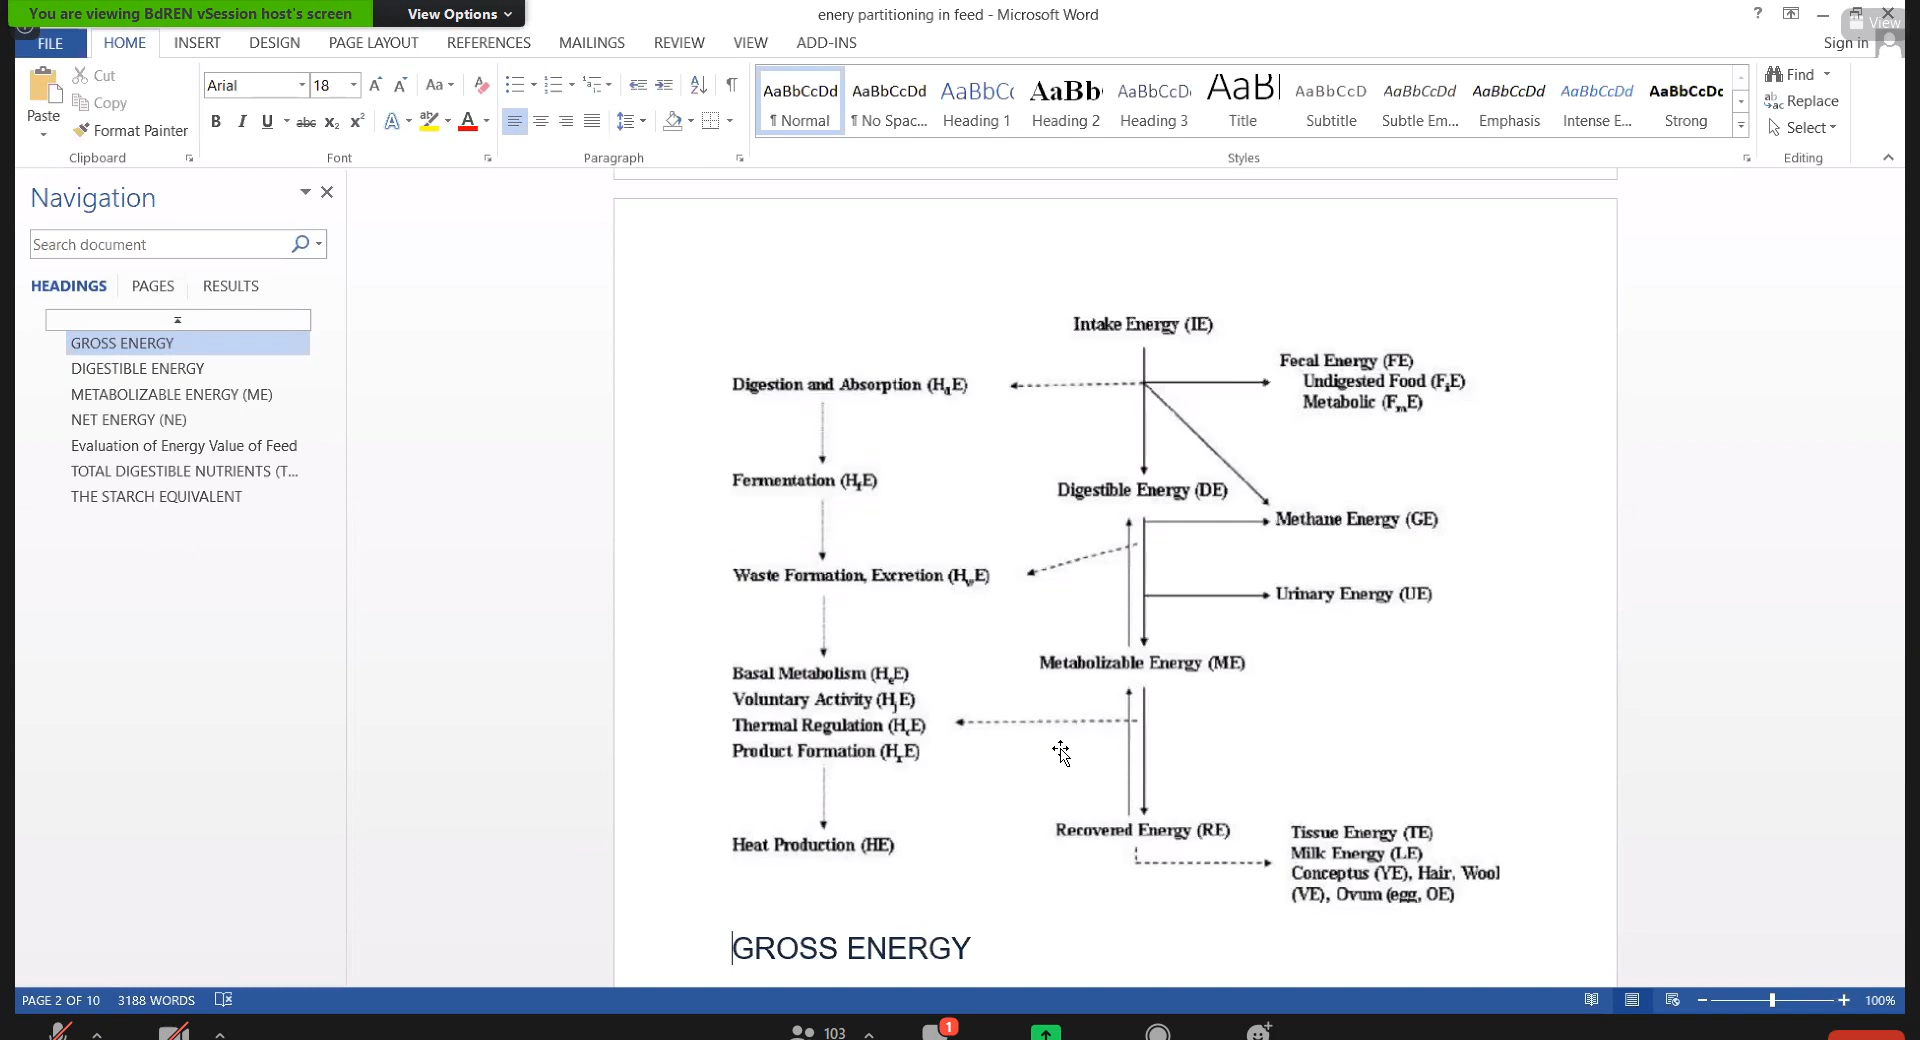 You are viewing BdREN vSession host's screen
View Options
enery partitioning in feed - Microsoft Word
View
FILE
HOME
INSERT
DESIGN
PAGE LAYOUT
REFERENCES
MAILINGS
REVIEW
VIEW
ADD-INS
Sign in
Paste
Cut
Copy
Format Painter
Clipboard
Arial
18
Font
Paragraph
AaBbCcDd
¶ Normal
AaBbCcDd
¶ No Spac...
AaBbC
Heading 1
AaBb
Heading 2
AaBbCcD
Heading 3
AaB
Title
AaBbCcD
Subtitle
AaBbCcDd
Subtle Em...
AaBbCcDd
Emphasis
AaBbCcDd
Intense E...
AaBbCcDc
Strong
Styles
Find
Replace
Select
Editing
Navigation
Search document
HEADINGS
PAGES
RESULTS
GROSS ENERGY
DIGESTIBLE ENERGY
METABOLIZABLE ENERGY (ME)
NET ENERGY (NE)
Evaluation of Energy Value of Feed
TOTAL DIGESTIBLE NUTRIENTS (T...
THE STARCH EQUIVALENT
Intake Energy (IE)
Fecal Energy (FE)
Undigested Food (FiE)
Metabolic (FmE)
Digestion and Absorption (HdE)
Fermentation (HfE)
Digestible Energy (DE)
Methane Energy (GE)
Waste Formation, Excretion (HwE)
Urinary Energy (UE)
Metabolizable Energy (ME)
Basal Metabolism (HeE)
Voluntary Activity (HjE)
Thermal Regulation (HcE)
Product Formation (HrE)
Recovered Energy (RE)
Heat Production (HE)
Tissue Energy (TE)
Milk Energy (LE)
Conceptus (YE), Hair, Wool
(VE), Ovum (egg, OE)
GROSS ENERGY
PAGE 2 OF 10
3188 WORDS
100%
103
1